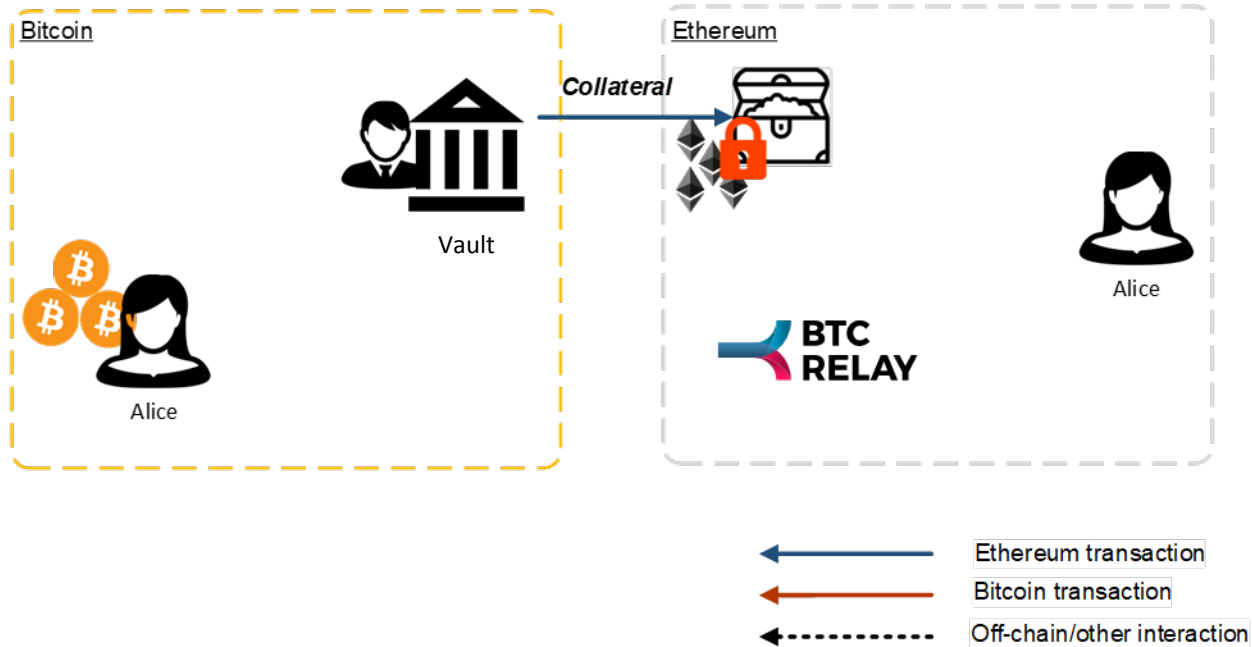 Bitcoin
Ethereum
Collateral
Vault
Alice
Alice
BTC
RELAY
Ethereum transaction
Bitcoin transaction
Off-chain/other interaction